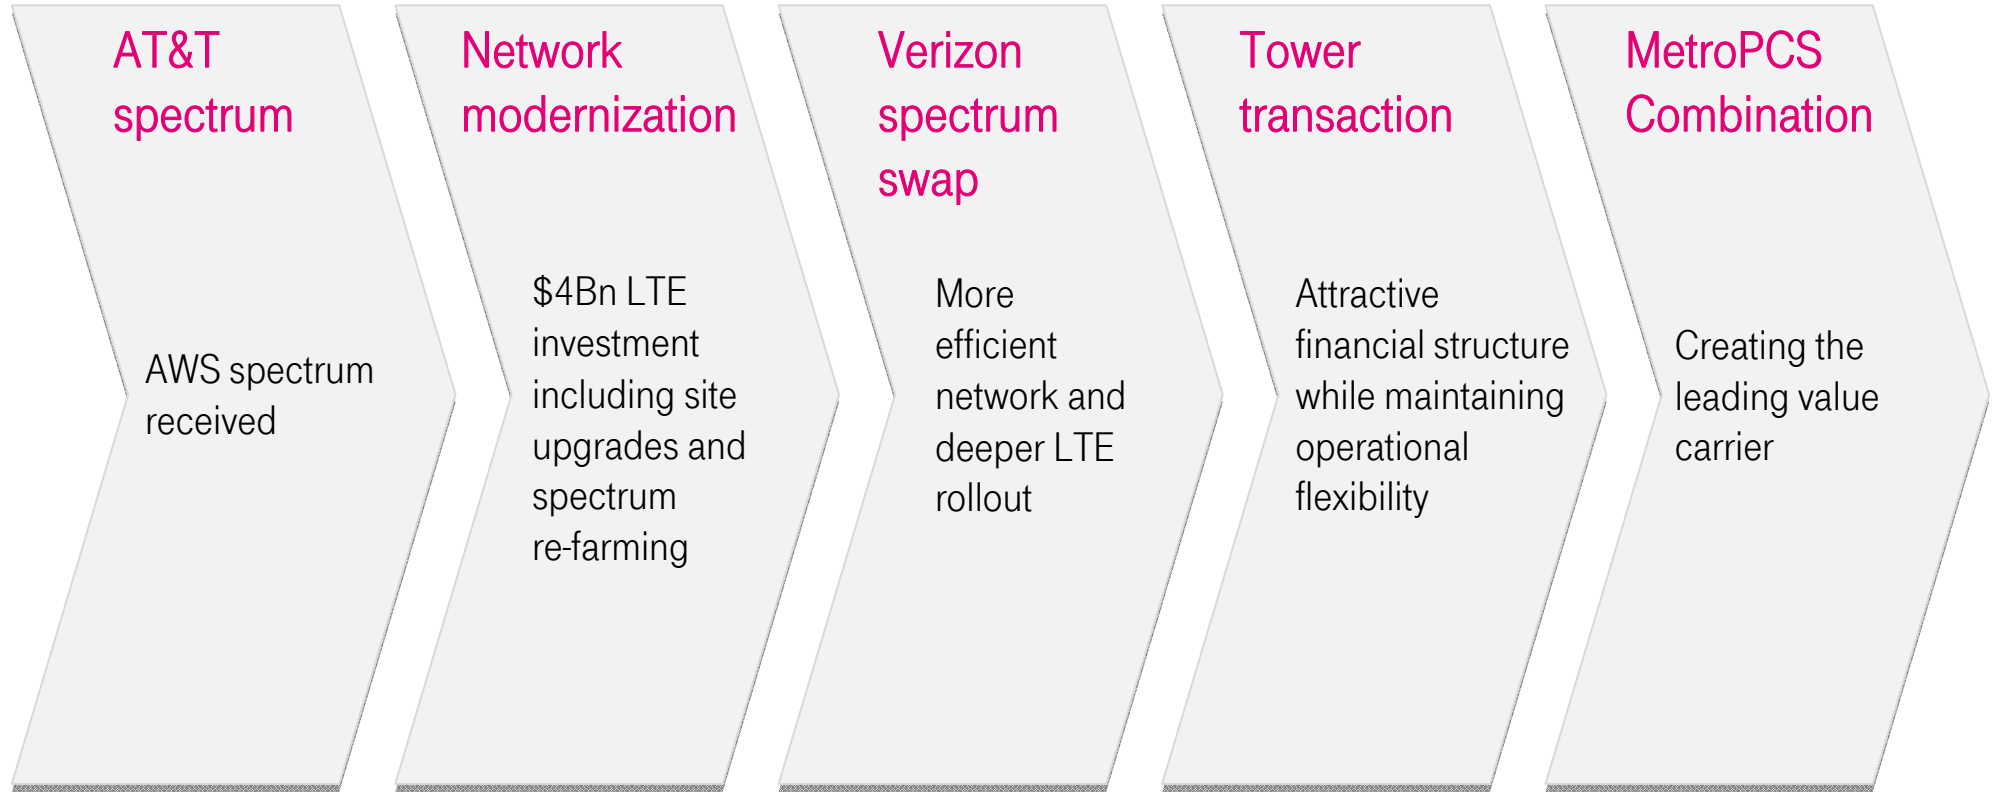 AT&T
spectrum
AWS spectrum
received
Network
modernization
$4Bn LTE
investment
including site
upgrades and
spectrum
re-farming
Verizon
spectrum
swap
More
efficient
network and
deeper LTE
rollout
Tower
transaction
Attractive
financial structure
while maintaining
operational
flexibility
MetroPCS
Combination
Creating the
leading value
carrier